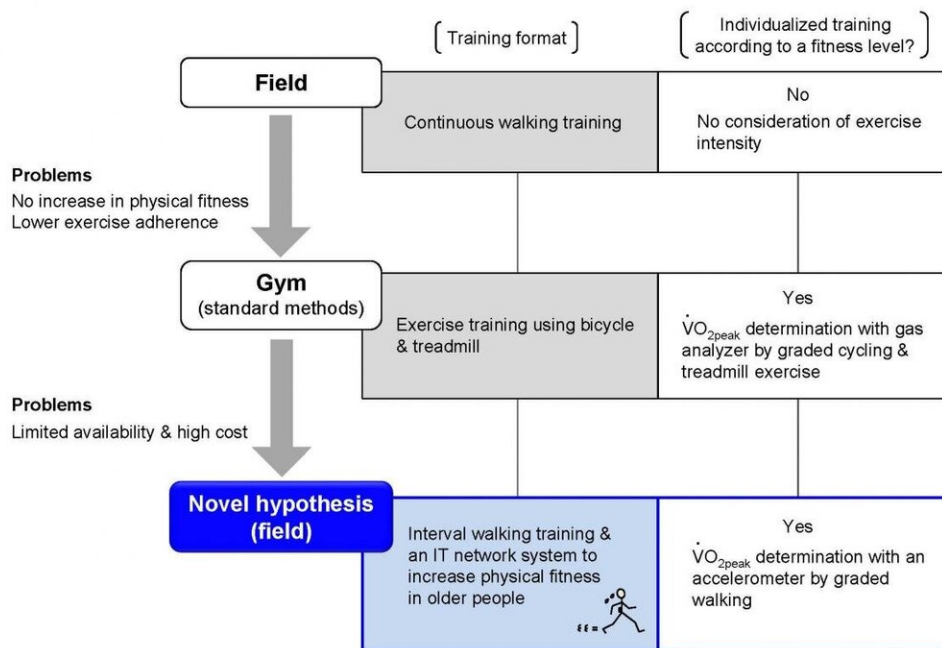 Training format
Individualized training
according to a fitness level?
Field
Continuous walking training
No
No consideration of exercise
intensity
Problems
No increase in physical fitness
Lower exercise adherence
Gym
(standard methods)
Exercise training using bicycle
& treadmill
Yes
V̇O2peak determination with gas
analyzer by graded cycling &
treadmill exercise
Problems
Limited availability & high cost
Novel hypothesis
(field)
Interval walking training &
an IT network system to
increase physical fitness
in older people
Yes
V̇O2peak determination with an
accelerometer by graded
walking